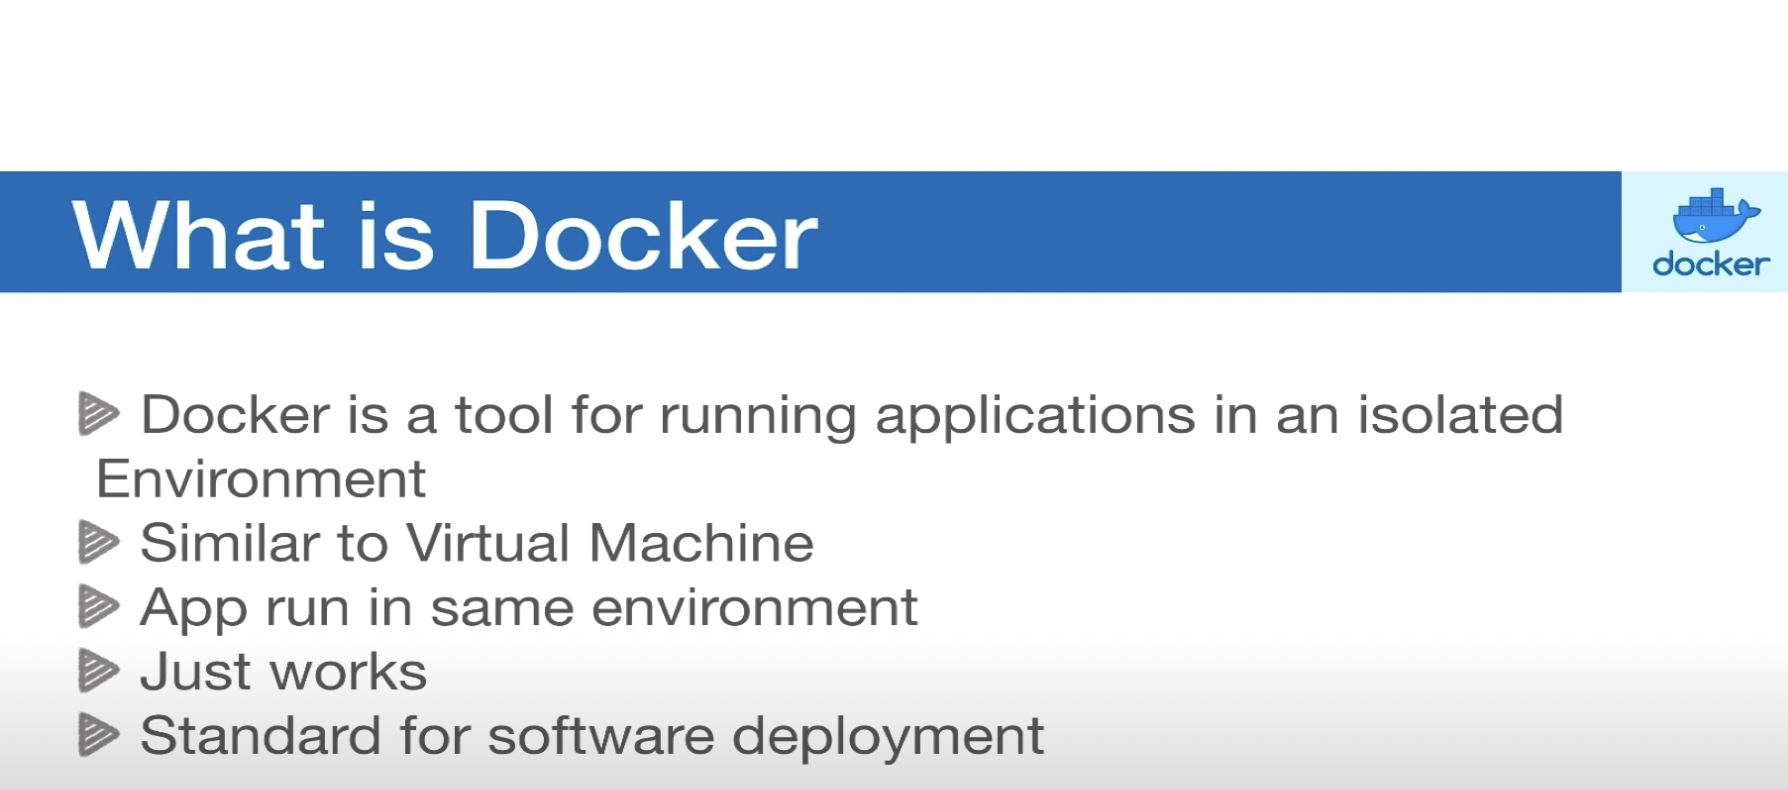 What is Docker
docker
Docker is a tool for running applications in an isolated
Environment
Similar to Virtual Machine
App run in same environment
Just works
Standard for software deployment